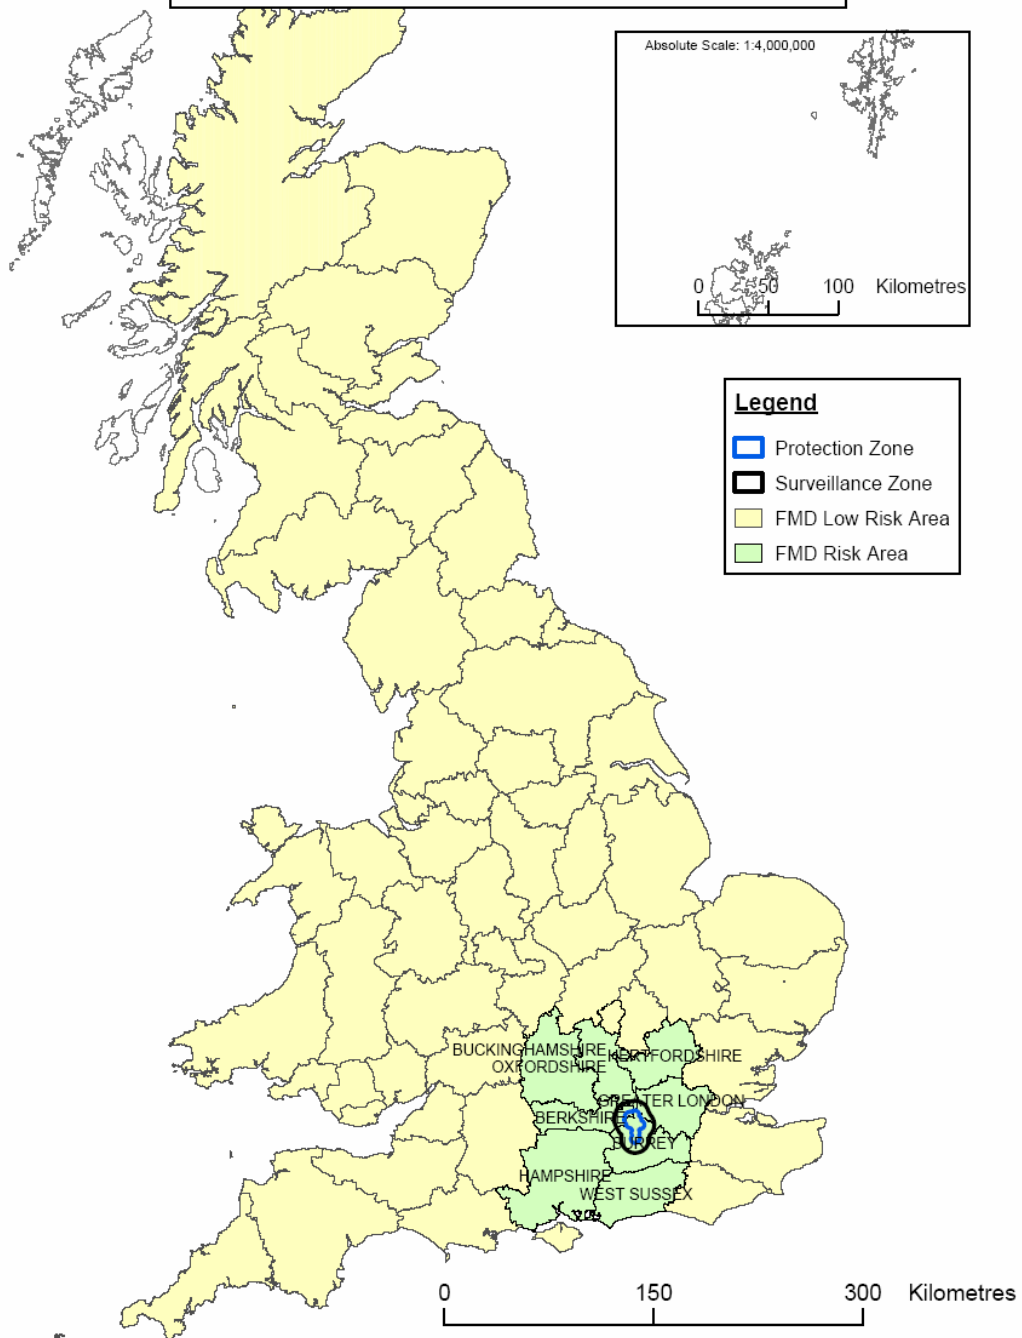 Absolute Scale: 1:4,000,000
0 50 100 Kilometres
Legend
Protection Zone
Surveillance Zone
FMD Low Risk Area
FMD Risk Area
BUCKINGHAMSHIRE
HERTFORDSHIRE
OXFORDSHIRE
GREATER LONDON
BERKSHIRE
SURREY
HAMPSHIRE
WEST SUSSEX
0 150 300 Kilometres